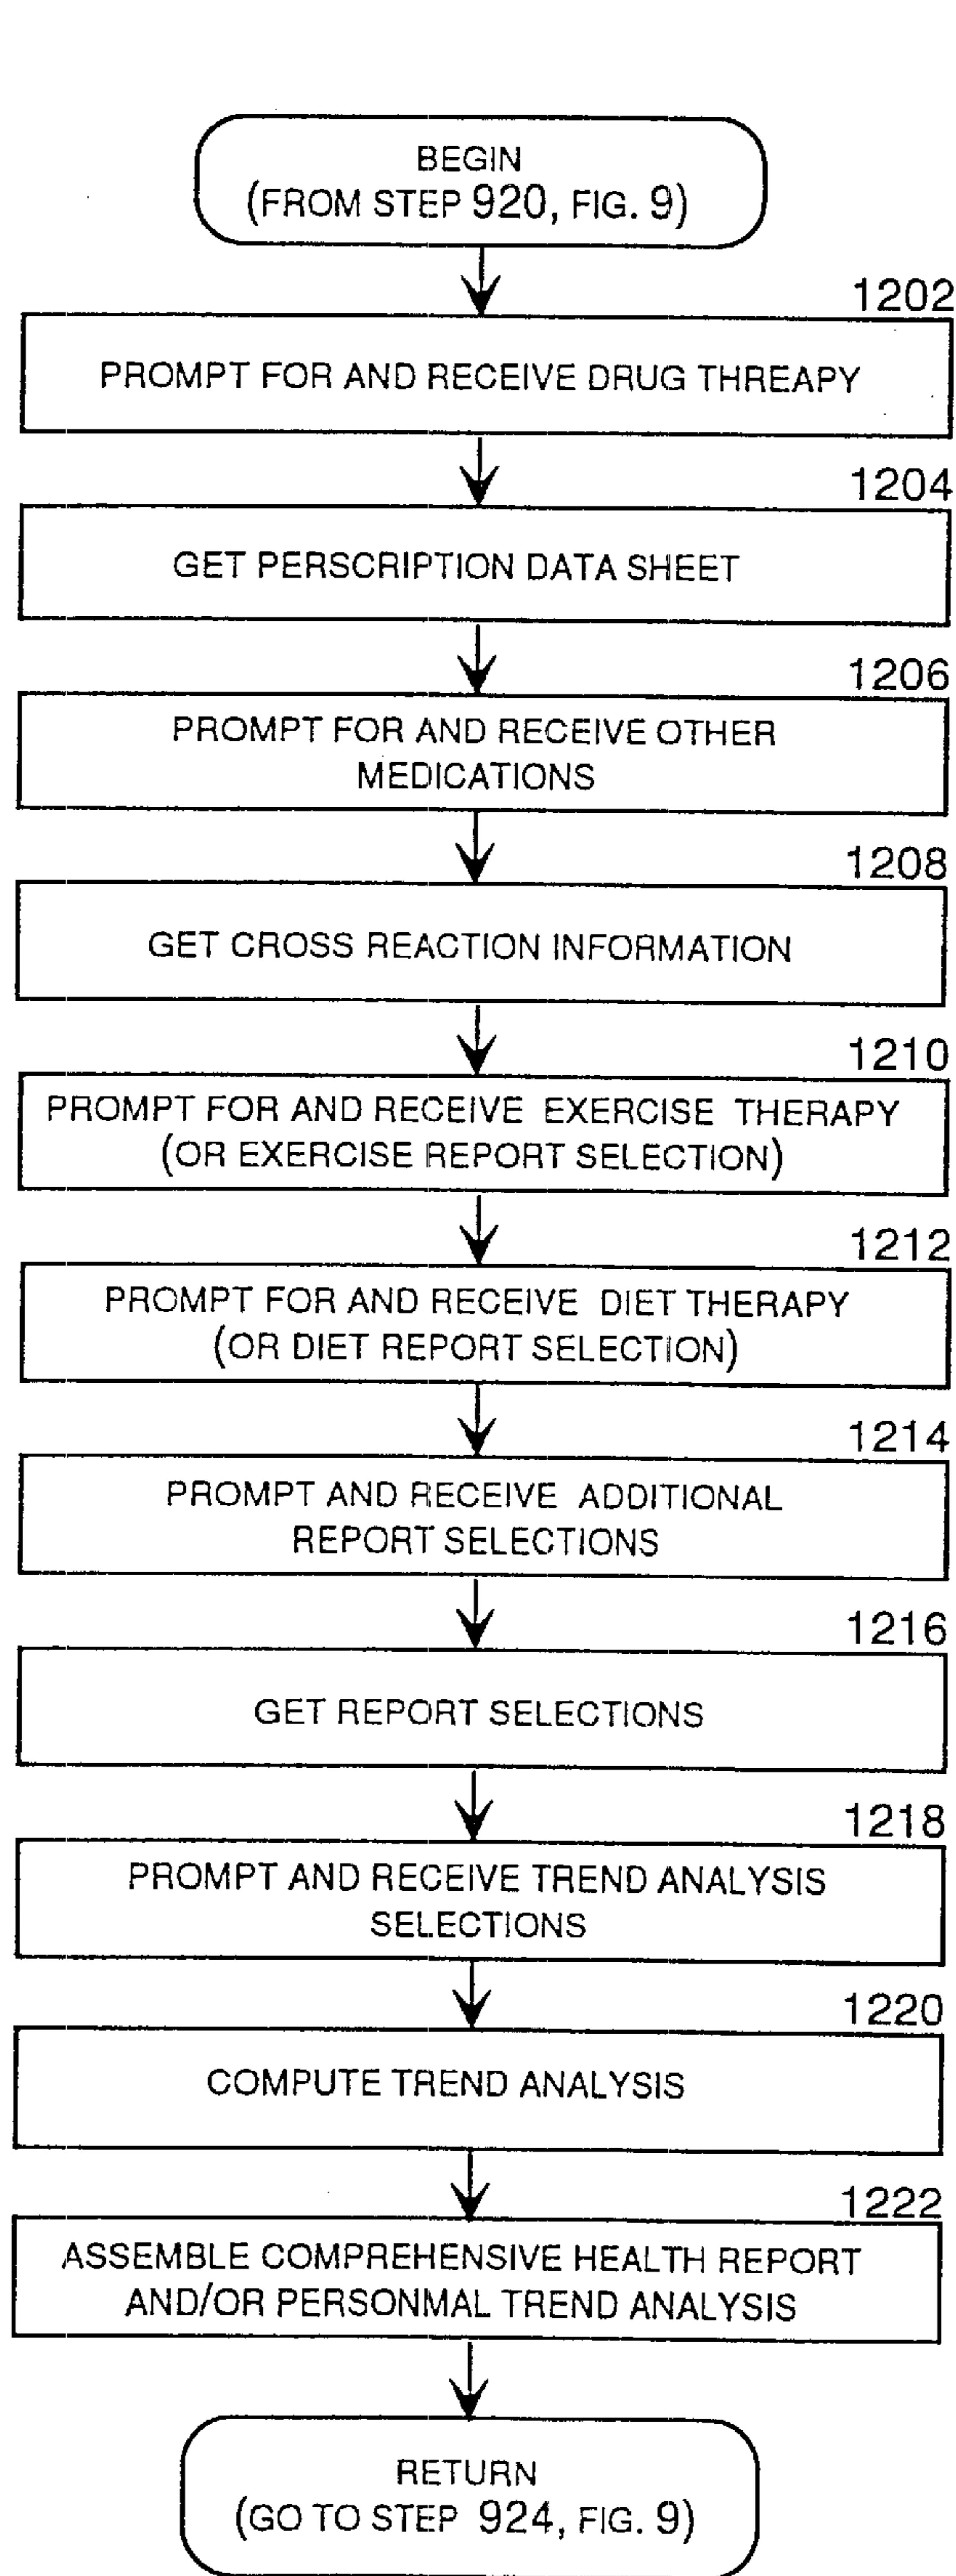 BEGIN
(FROM STEP 920, FIG. 9)
1202
PROMPT FOR AND RECEIVE DRUG THREAPY
1204
GET PERSCRIPTION DATA SHEET
1206
PROMPT FOR AND RECEIVE OTHER
MEDICATIONS
1208
GET CROSS REACTION INFORMATION
1210
PROMPT FOR AND RECEIVE EXERCISE THERAPY
(OR EXERCISE REPORT SELECTION)
1212
PROMPT FOR AND RECEIVE DIET THERAPY
(OR DIET REPORT SELECTION)
1214
PROMPT AND RECEIVE ADDITIONAL
REPORT SELECTIONS
1216
GET REPORT SELECTIONS
1218
PROMPT AND RECEIVE TREND ANALYSIS
SELECTIONS
1220
COMPUTE TREND ANALYSIS
1222
ASSEMBLE COMPREHENSIVE HEALTH REPORT
AND/OR PERSONMAL TREND ANALYSIS
RETURN
(GO TO STEP 924, FIG. 9)